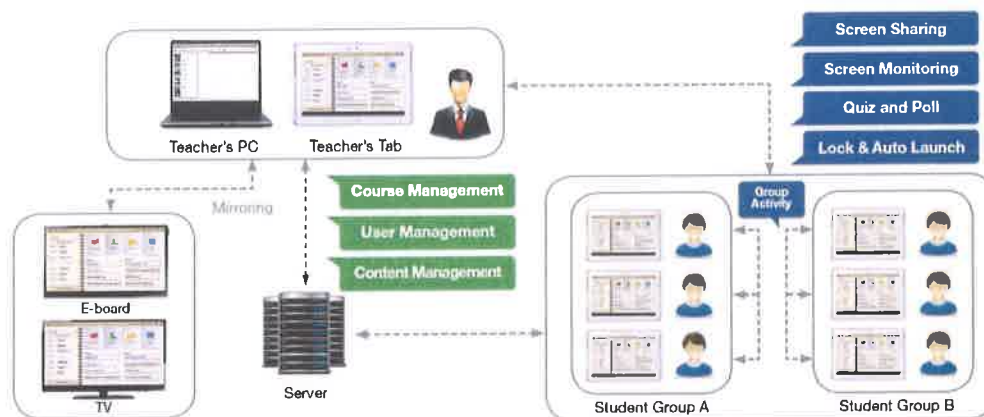 Screen Sharing
Screen Monitoring
Quiz and Poll
Lock & Auto Launch
Teacher's PC
Teacher's Tab
Mirroring
Course Management
User Management
Content Management
Group
Activity
E-board
TV
Server
Student Group A
Student Group B